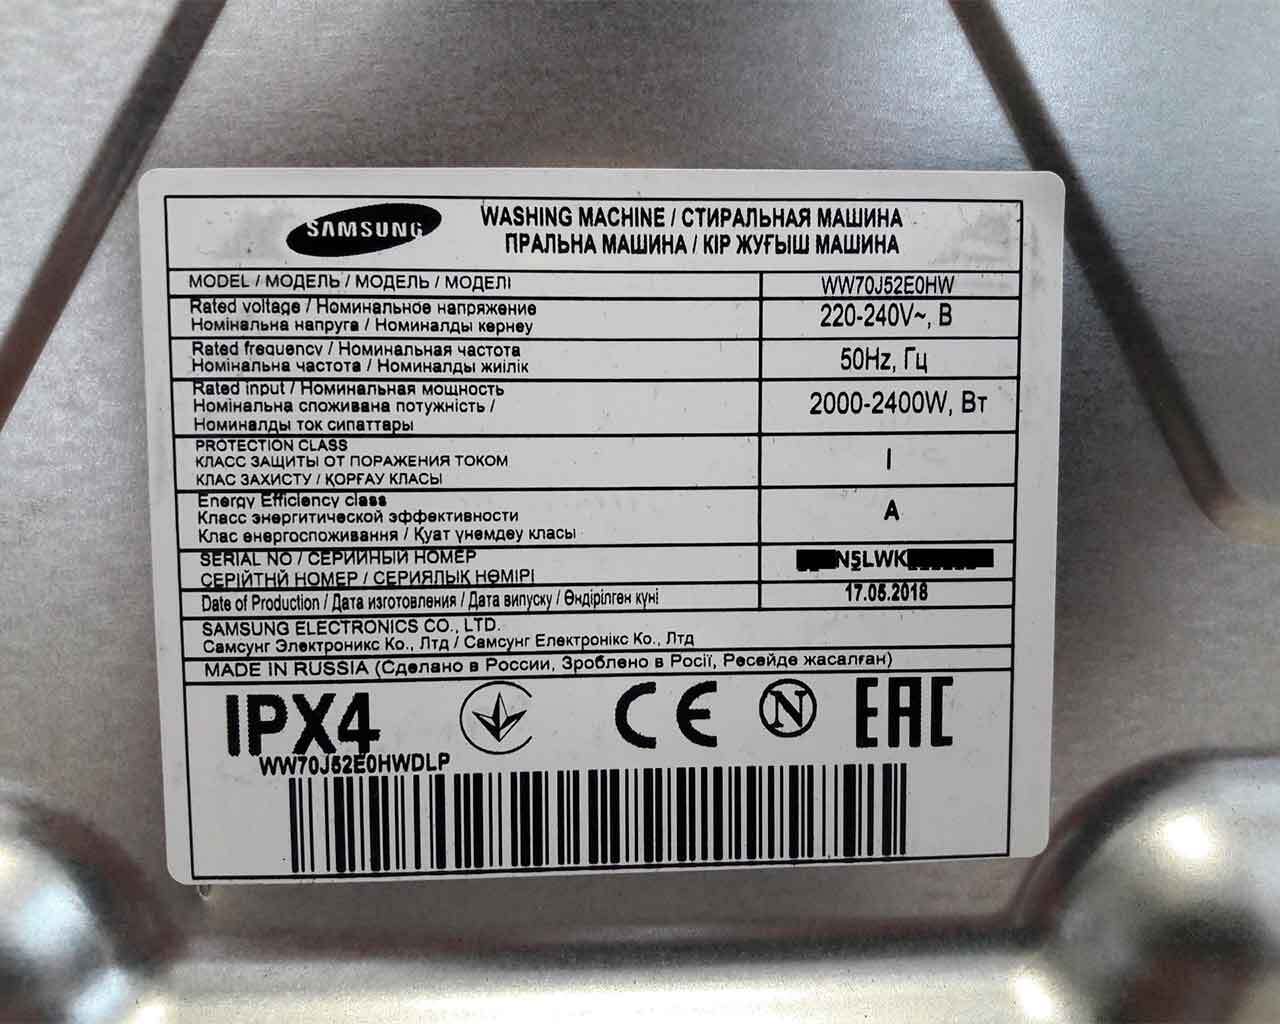 SAMSUNG
WASHING MACHINE / СТИРАЛЬНАЯ МАШИНА
ПРАЛЬНА МАШИНА / КІР ЖУҒЫШ МАШИНА
MODEL / МОДЕЛЬ / МОДЕЛЬ / МОДЕЛІ
WW70J52E0HW
Rated voltage / Номинальное напряжение
Номінальна напруга / Номиналды кернеу
220-240V~, В
Rated frequency / Номинальная частота
Номінальна частота / Номиналды жиілік
50Hz, Гц
Rated input / Номинальная мощность
Номінальна споживана потужність /
Номиналды ток сипаттары
2000-2400W, Вт
PROTECTION CLASS
КЛАСС ЗАЩИТЫ ОТ ПОРАЖЕНИЯ ТОКОМ
КЛАС ЗАХИСТУ / ҚОРҒАУ КЛАСЫ
I
Energy Efficiency class
Класс энергитической эффективности
Клас енергоспоживання / Қуат үнемдеу класы
A
SERIAL NO / СЕРИЙНЫЙ НОМЕР
СЕРІЙТНЙ НОМЕР / СЕРИЯЛЫҚ НӨМІРІ
N5LWK
Date of Production / Дата изготовления / Дата випуску / Өндірілген күні
17.05.2018
SAMSUNG ELECTRONICS CO., LTD.
Самсунг Электроникс Ко., Лтд / Самсунг Електронікс Ко., Лтд
MADE IN RUSSIA (Сделано в России, Зроблено в Росії, Ресейде жасалған)
IPX4
CE
N
EAC
WW70J52E0HWDLP